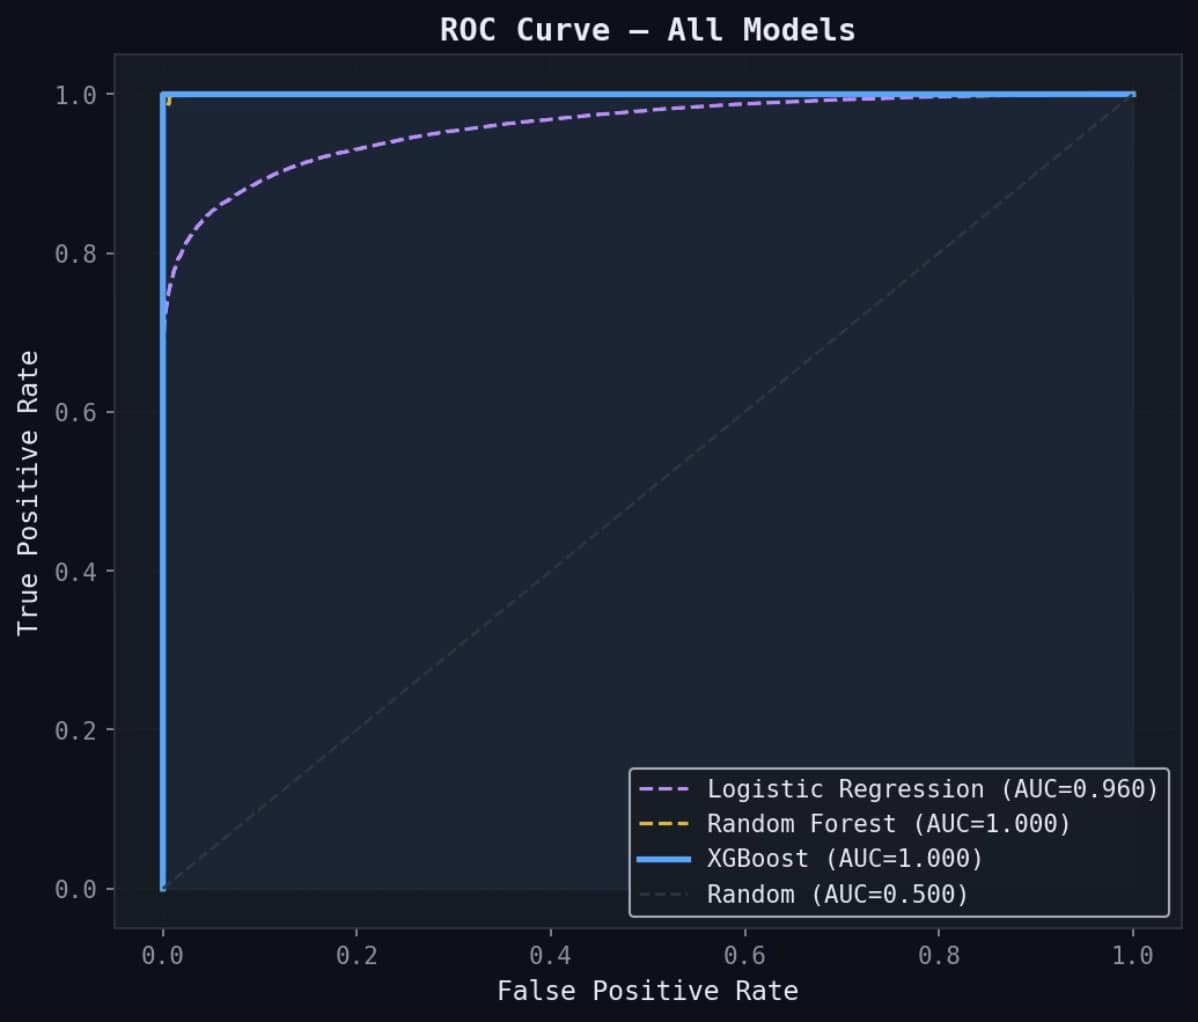 ROC Curve — All Models
1.0
0.8
0.6
0.4
0.2
0.0
True Positive Rate
0.0 0.2 0.4 0.6 0.8 1.0
False Positive Rate
Logistic Regression (AUC=0.960)
Random Forest (AUC=1.000)
XGBoost (AUC=1.000)
Random (AUC=0.500)